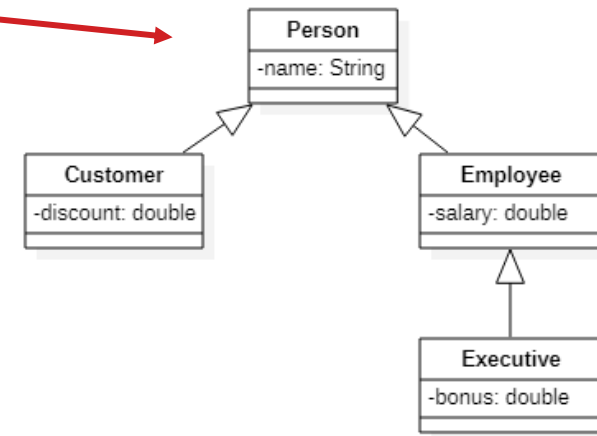 Person
-name: String
Customer
-discount: double
Employee
-salary: double
Executive
-bonus: double